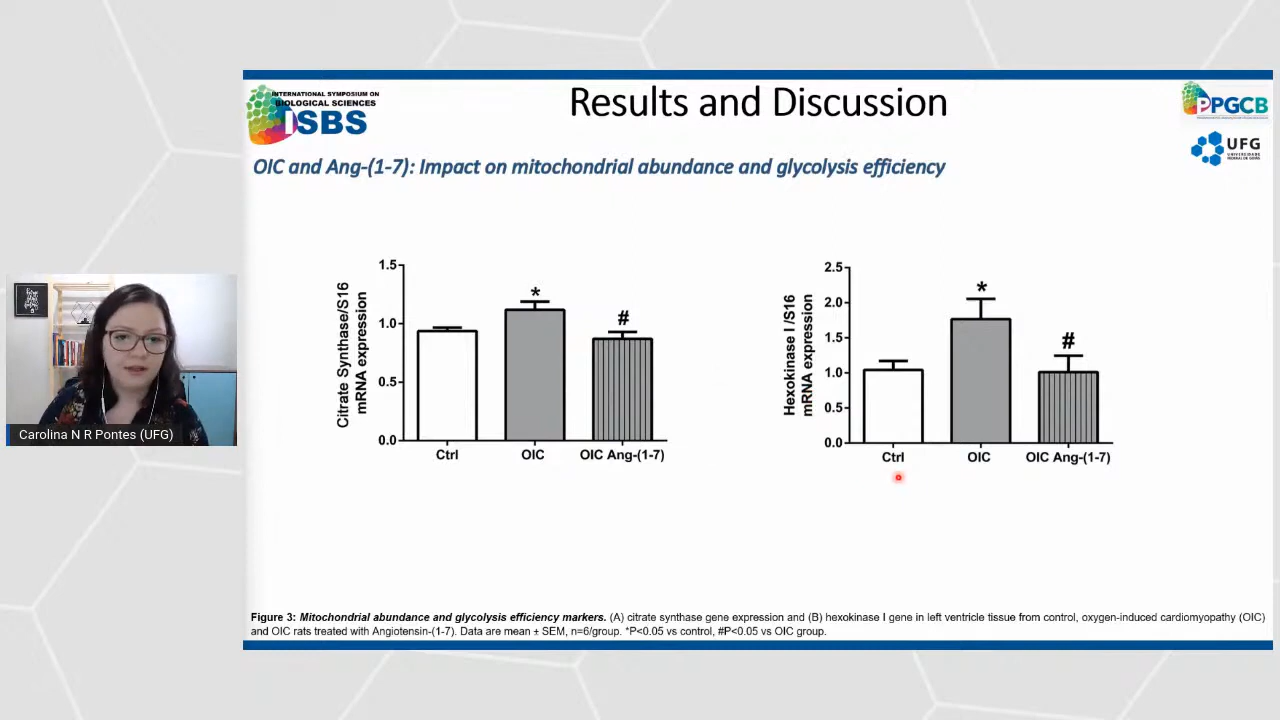 INTERNATIONAL SYMPOSIUM ON
BIOLOGICAL SCIENCES
ISBS
Results and Discussion
PPGCB
UFG
UNIVERSIDADE
FEDERAL DE GOIÁS
OIC and Ang-(1-7): Impact on mitochondrial abundance and glycolysis efficiency
Citrate Synthase/S16
mRNA expression
1.5
1.0
0.5
0.0
*
#
Ctrl
OIC
OIC Ang-(1-7)
Hexokinase I /S16
mRNA expression
2.5
2.0
1.5
1.0
0.5
0.0
*
#
Ctrl
OIC
OIC Ang-(1-7)
Carolina N R Pontes (UFG)
Figure 3: Mitochondrial abundance and glycolysis efficiency markers. (A) citrate synthase gene expression and (B) hexokinase I gene in left ventricle tissue from control, oxygen-induced cardiomyopathy (OIC)
and OIC rats treated with Angiotensin-(1-7). Data are mean ± SEM, n=6/group. *P<0.05 vs control, #P<0.05 vs OIC group.